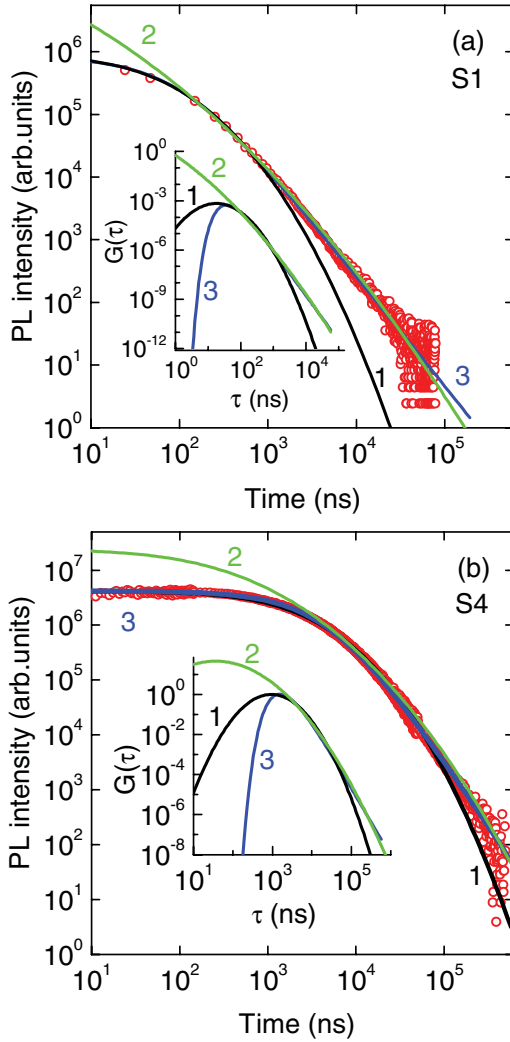 (a)
S1
PL intensity (arb.units)
10^6
10^5
10^4
10^3
10^2
10^1
10^0
2
1
3
G(τ)
10^0
10^-3
10^-6
10^-9
10^-12
2
1
3
10^0 10^2 10^4
τ (ns)
10^1 10^2 10^3 10^4 10^5
Time (ns)
(b)
S4
PL intensity (arb.units)
10^7
10^6
10^5
10^4
10^3
10^2
10^1
10^0
2
3
1
G(τ)
10^0
10^-2
10^-4
10^-6
10^-8
2
1
3
10^1 10^3 10^5
τ (ns)
10^1 10^2 10^3 10^4 10^5
Time (ns)